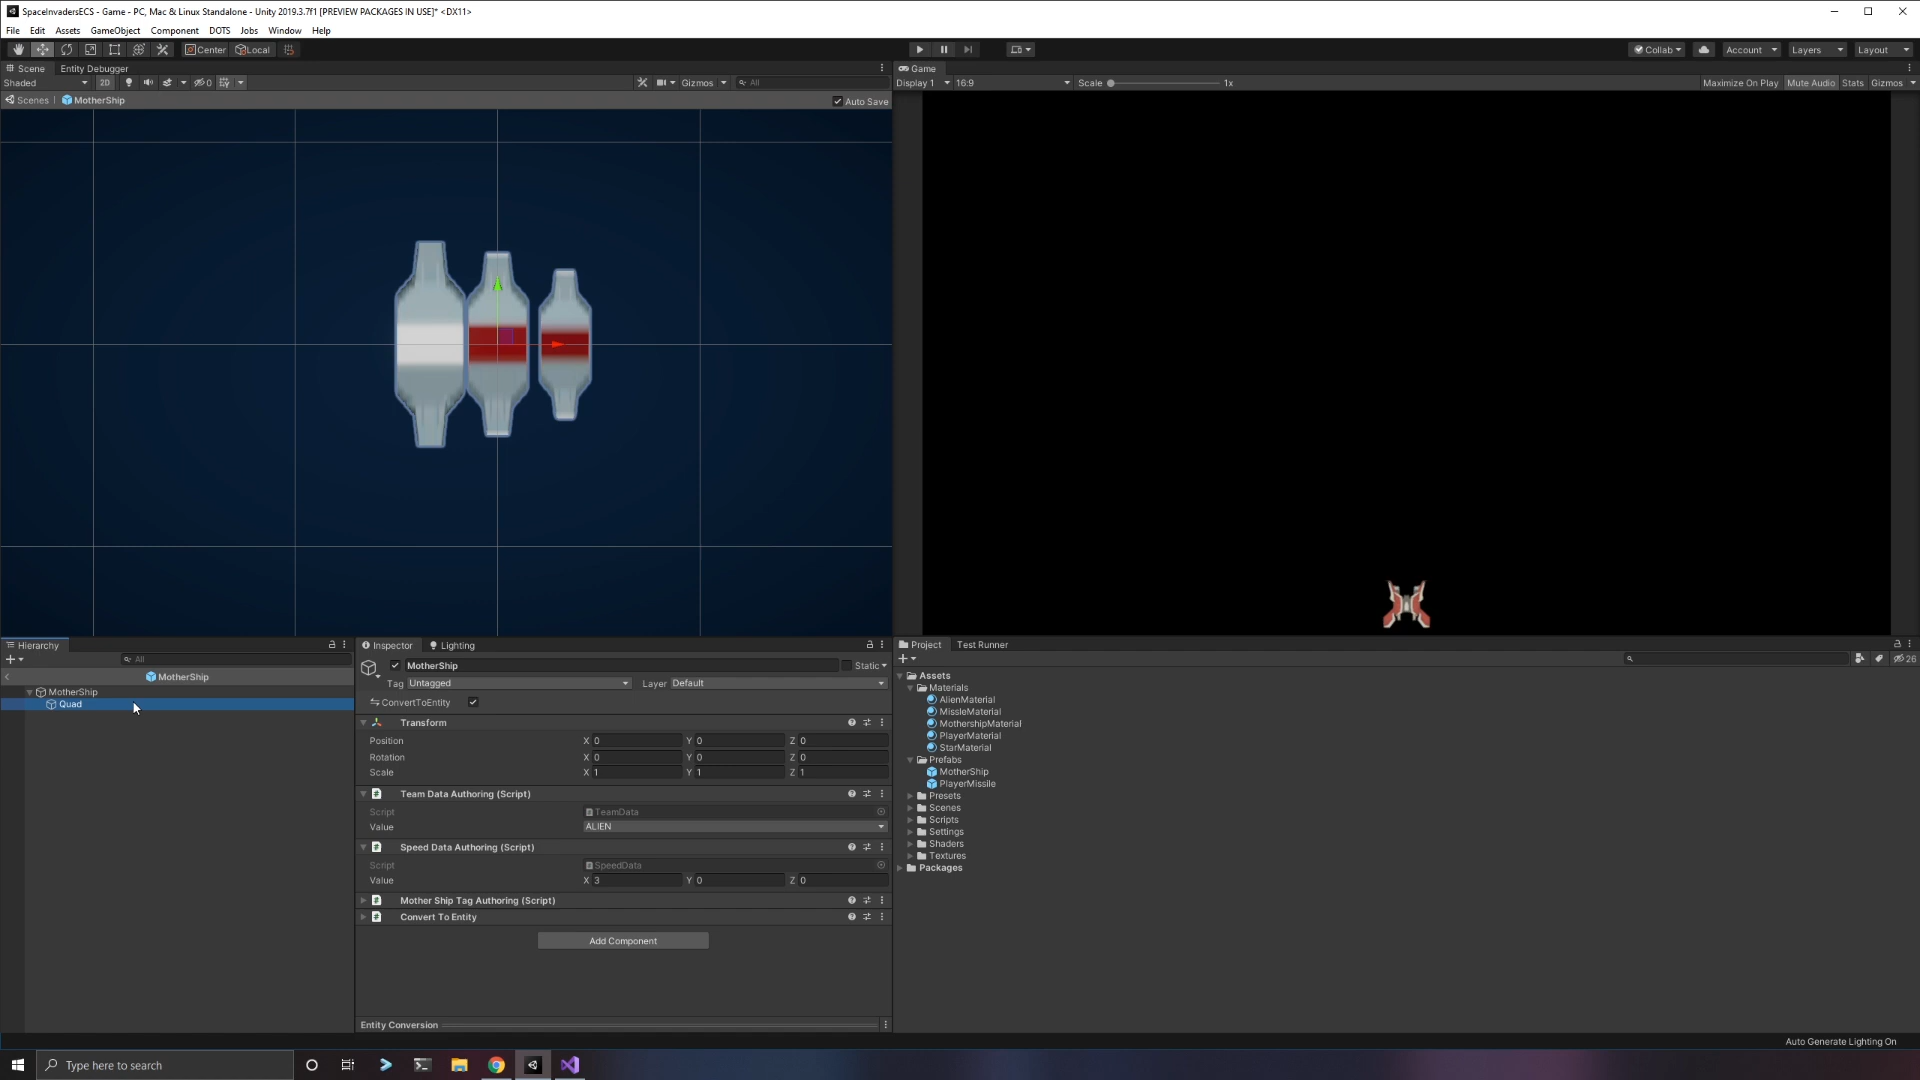 SpaceInvadersECS - Game - PC, Mac & Linux Standalone - Unity 2019.3.7f1 [PREVIEW PACKAGES IN USE]* <DX11>
File Edit Assets GameObject Component DOTS Jobs Window Help
Center Local Collab Account Layers Layout
Scene Entity Debugger
Shaded 2D 0 Gizmos All
Scenes MotherShip Auto Save
Game
Display 1 16:9 Scale 1x Maximize On Play Mute Audio Stats Gizmos
Hierarchy
All
MotherShip
MotherShip
Quad
Inspector Lighting
MotherShip Static
Tag Untagged Layer Default
ConvertToEntity
Transform
Position X 0 Y 0 Z 0
Rotation X 0 Y 0 Z 0
Scale X 1 Y 1 Z 1
Team Data Authoring (Script)
Script TeamData
Value ALIEN
Speed Data Authoring (Script)
Script SpeedData
Value X 3 Y 0 Z 0
Mother Ship Tag Authoring (Script)
Convert To Entity
Add Component
Entity Conversion
Project Test Runner
26
Assets
Materials
AlienMaterial
MissleMaterial
MothershipMaterial
PlayerMaterial
StarMaterial
Prefabs
MotherShip
PlayerMissile
Presets
Scenes
Scripts
Settings
Shaders
Textures
Packages
Auto Generate Lighting On
Type here to search